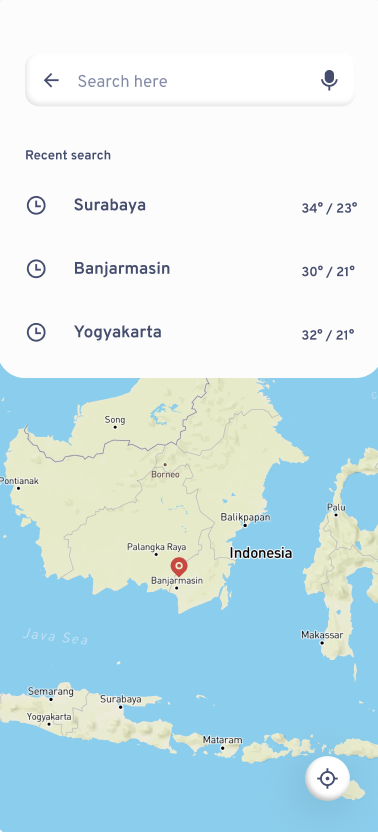 Search here
Recent search
Surabaya 34° / 23°
Banjarmasin 30° / 21°
Yogyakarta 32° / 21°
Song
Borneo
Pontianak
Palu
Balikpapan
Palangka Raya
Indonesia
Banjarmasin
Java Sea
Makassar
Semarang
Surabaya
Yogyakarta
Mataram